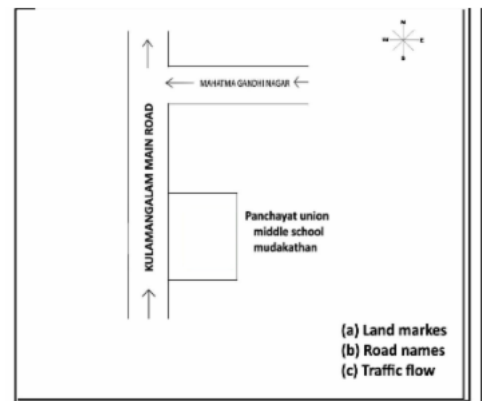 N
W E
S
MAHATMA GANDHI NAGAR
KULAMANGALAM MAIN ROAD
Panchayat union
middle school
mudakathan
(a) Land markes
(b) Road names
(c) Traffic flow